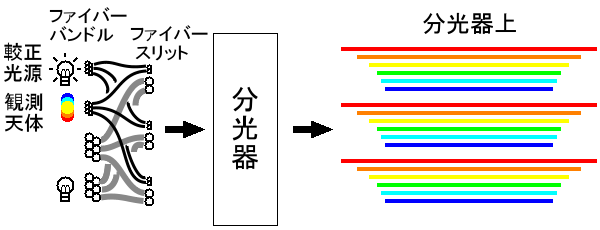 ファイバー
バンドル
ファイバー
スリット
較正
光源
観測
天体
分光器
分光器上